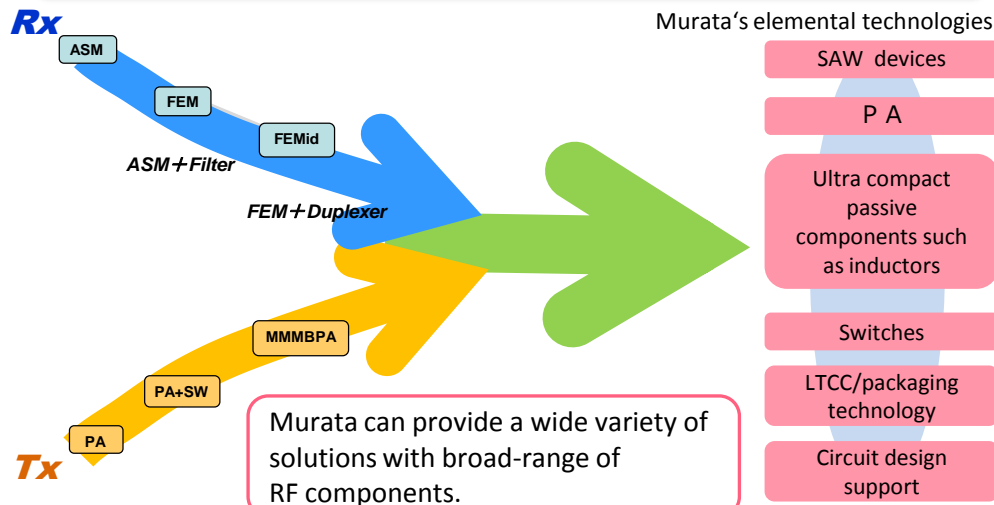 Rx
ASM
FEM
FEMid
ASM＋Filter
FEM＋Duplexer
MMMBPA
PA+SW
PA
Tx
Murata can provide a wide variety of
solutions with broad-range of
RF components.
Murata‘s elemental technologies
SAW devices
P A
Ultra compact
passive
components such
as inductors
Switches
LTCC/packaging
technology
Circuit design
support